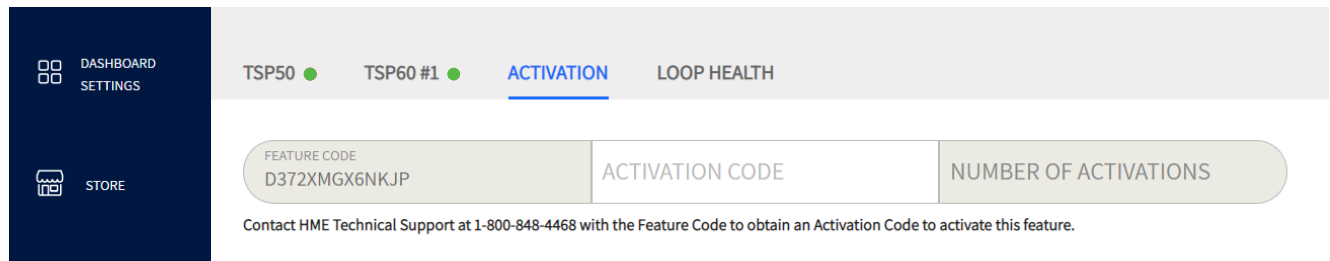 DASHBOARD
SETTINGS
TSP50
TSP60 #1
ACTIVATION
LOOP HEALTH
STORE
FEATURE CODE
D372XMGX6NKJP
ACTIVATION CODE
NUMBER OF ACTIVATIONS
Contact HME Technical Support at 1-800-848-4468 with the Feature Code to obtain an Activation Code to activate this feature.